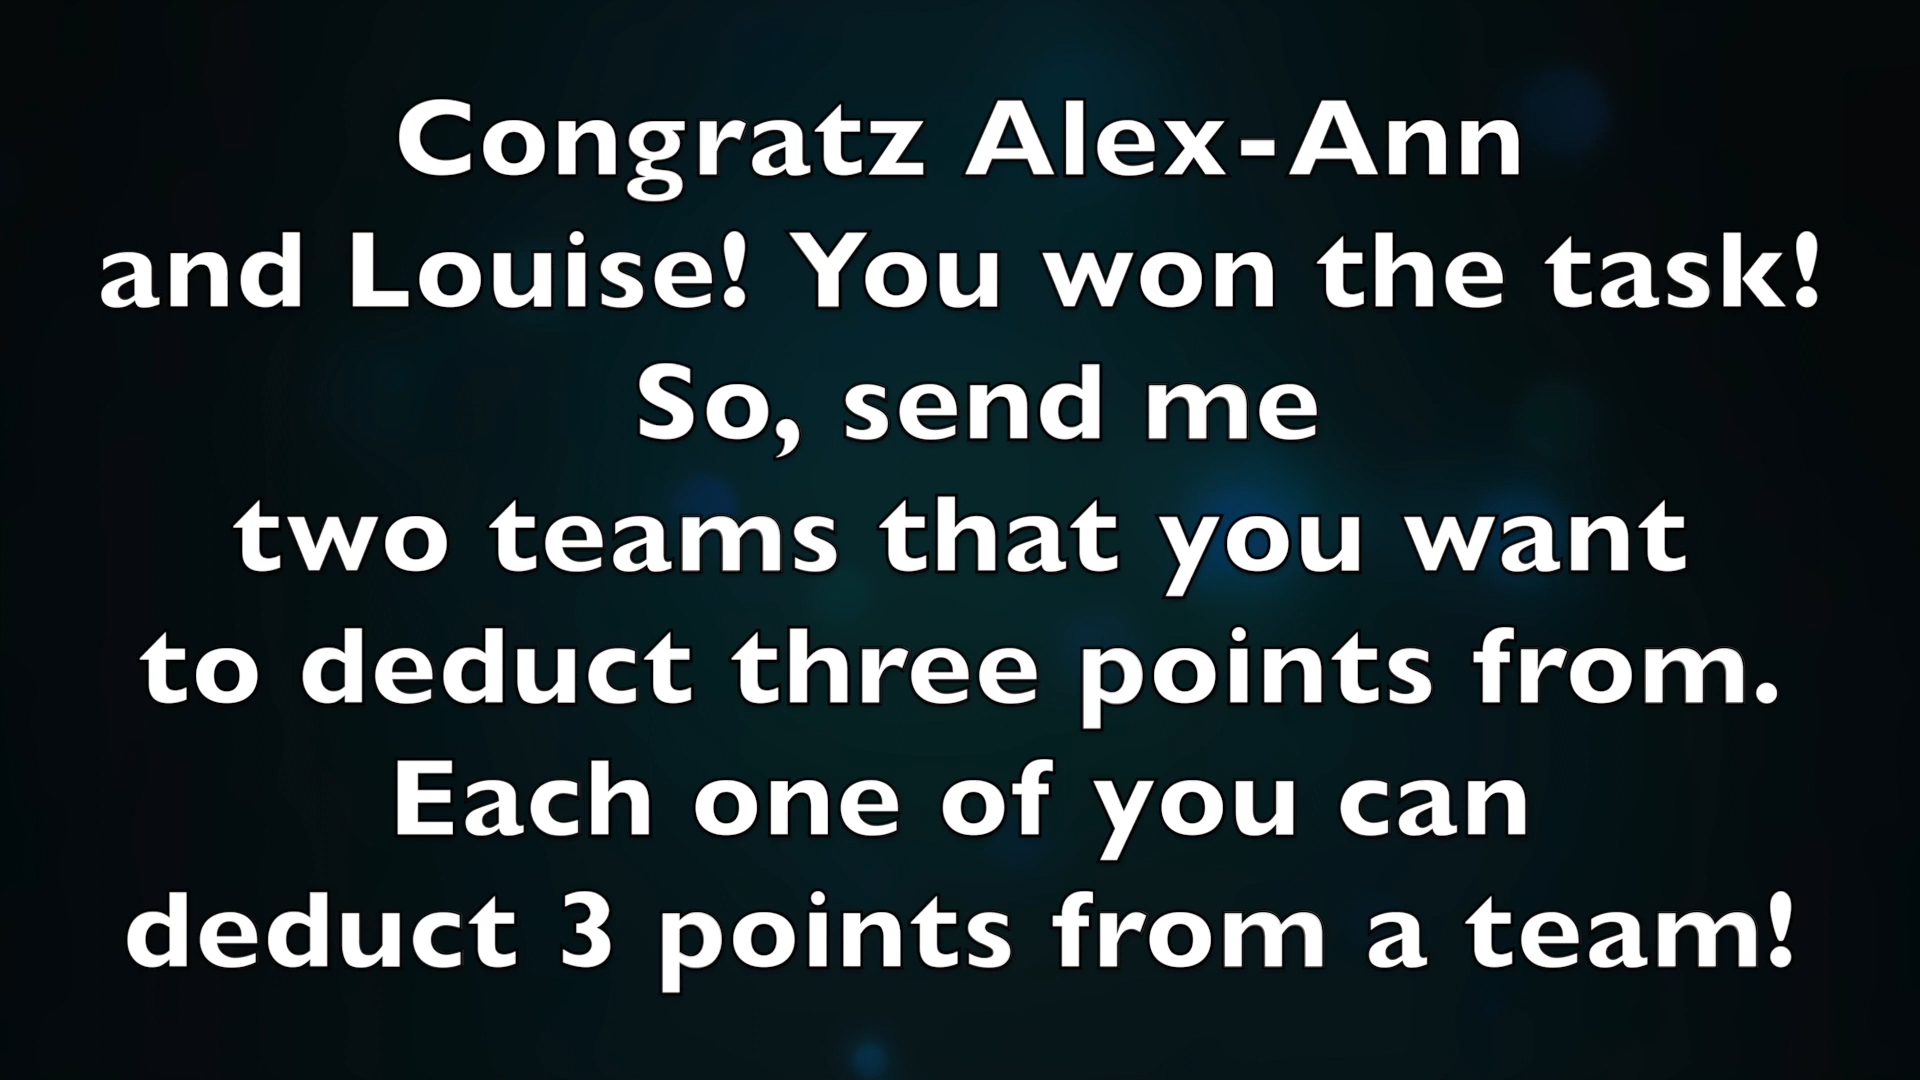 Congratz Alex-Ann
and Louise! You won the task!
So, send me
two teams that you want
to deduct three points from.
Each one of you can
deduct 3 points from a team!